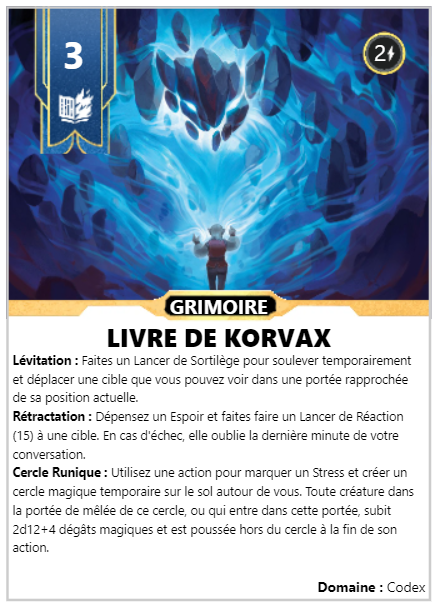 3
2
GRIMOIRE
LIVRE DE KORVAX
Lévitation : Faites un Lancer de Sortilège pour soulever temporairement
et déplacer une cible que vous pouvez voir dans une portée rapprochée
de sa position actuelle.
Rétractation : Dépensez un Espoir et faites faire un Lancer de Réaction
(15) à une cible. En cas d'échec, elle oublie la dernière minute de votre
conversation.
Cercle Runique : Utilisez une action pour marquer un Stress et créer un
cercle magique temporaire sur le sol autour de vous. Toute créature dans
la portée de mêlée de ce cercle, ou qui entre dans cette portée, subit
2d12+4 dégâts magiques et est poussée hors du cercle à la fin de son
action.
Domaine : Codex